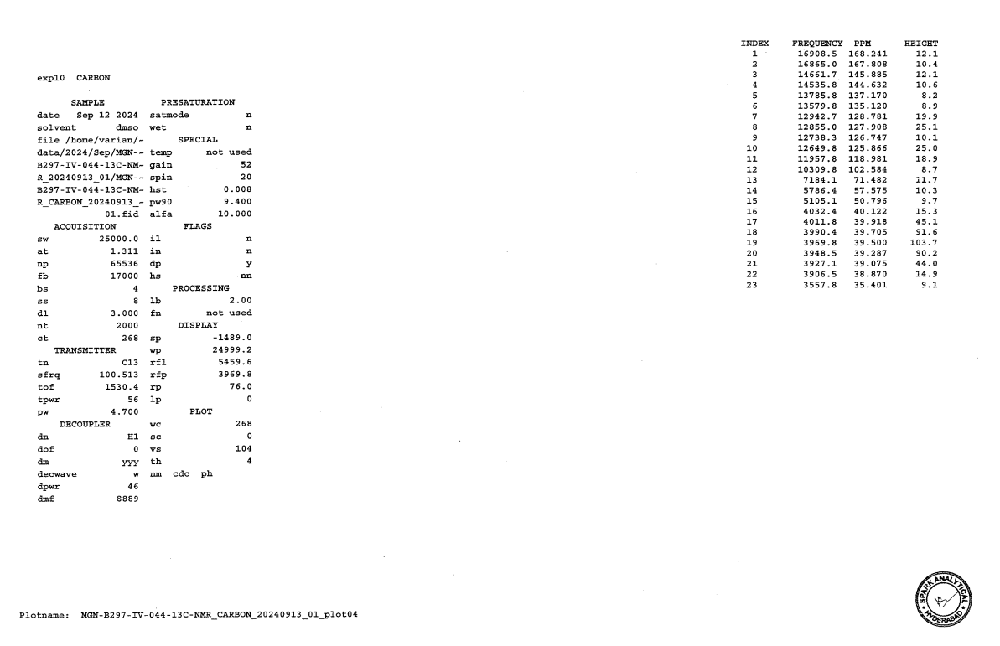 exp10 CARBON
SAMPLE PRESATURATION
date Sep 12 2024 satmode n
solvent dmso wet n
file /home/varian/~ SPECIAL
data/2024/Sep/MGN-~ temp not used
B297-IV-044-13C-NM~ gain 52
R_20240913_01/MGN-~ spin 20
B297-IV-044-13C-NM~ hst 0.008
R_CARBON_20240913_~ pw90 9.400
01.fid alfa 10.000
ACQUISITION FLAGS
sw 25000.0 il n
at 1.311 in n
np 65536 dp y
fb 17000 hs nn
bs 4 PROCESSING
ss 8 lb 2.00
d1 3.000 fn not used
nt 2000 DISPLAY
ct 268 sp -1489.0
TRANSMITTER wp 24999.2
tn C13 rfl 5459.6
sfrq 100.513 rfp 3969.8
tof 1530.4 rp 76.0
tpwr 56 lp 0
pw 4.700 PLOT
DECOUPLER wc 268
dn H1 sc 0
dof 0 vs 104
dm yyy th 4
decwave w nm cdc ph
dpwr 46
dmf 8889
INDEX FREQUENCY PPM HEIGHT
1 16908.5 168.241 12.1
2 16865.0 167.808 10.4
3 14661.7 145.885 12.1
4 14535.8 144.632 10.6
5 13785.8 137.170 8.2
6 13579.8 135.120 8.9
7 12942.7 128.781 19.9
8 12855.0 127.908 25.1
9 12738.3 126.747 10.1
10 12649.8 125.866 25.0
11 11957.8 118.981 18.9
12 10309.8 102.584 8.7
13 7184.1 71.482 11.7
14 5786.4 57.575 10.3
15 5105.1 50.796 9.7
16 4032.4 40.122 15.3
17 4011.8 39.918 45.1
18 3990.4 39.705 91.6
19 3969.8 39.500 103.7
20 3948.5 39.287 90.2
21 3927.1 39.075 44.0
22 3906.5 38.870 14.9
23 3557.8 35.401 9.1
SPARK ANALYTICAL
HYDERABAD
Plotname: MGN-B297-IV-044-13C-NMR_CARBON_20240913_01_plot04